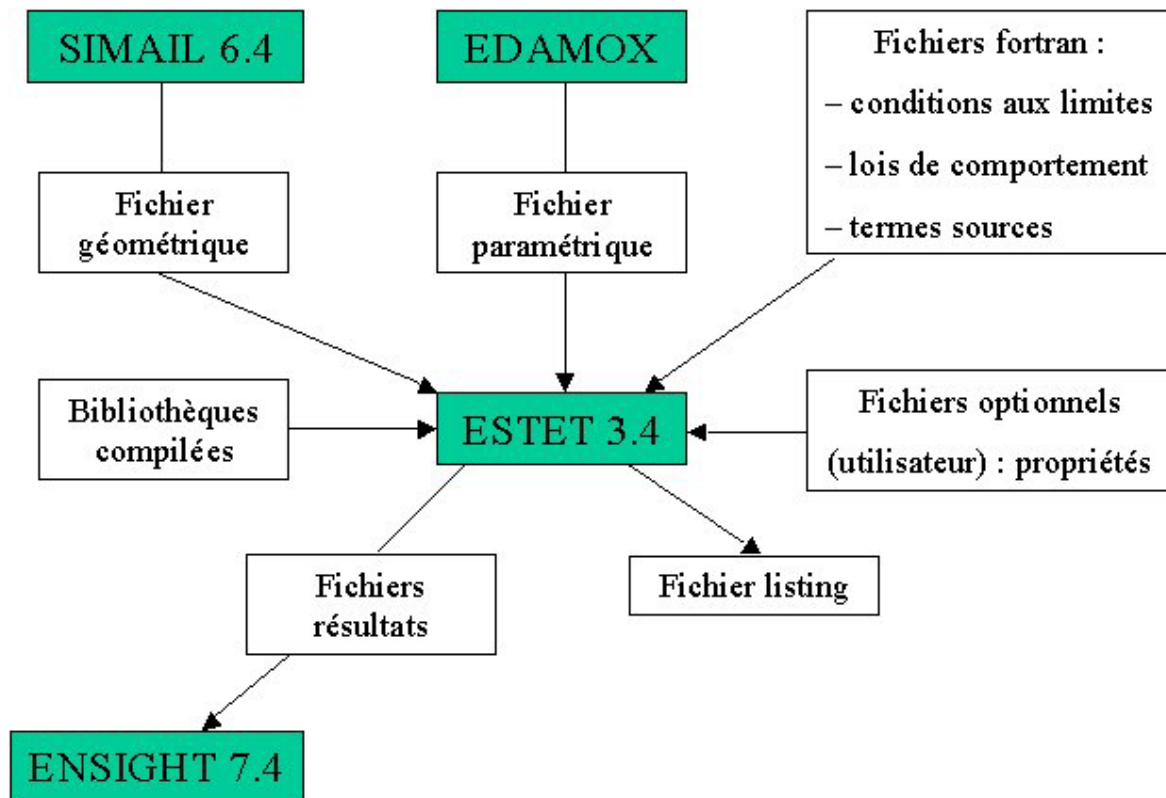 SIMAIL 6.4
EDAMOX
Fichiers fortran :
– conditions aux limites
– lois de comportement
– termes sources
Fichier
géométrique
Fichier
paramétrique
Bibliothèques
compilées
ESTET 3.4
Fichiers optionnels
(utilisateur) : propriétés
Fichiers
résultats
Fichier listing
ENSIGHT 7.4